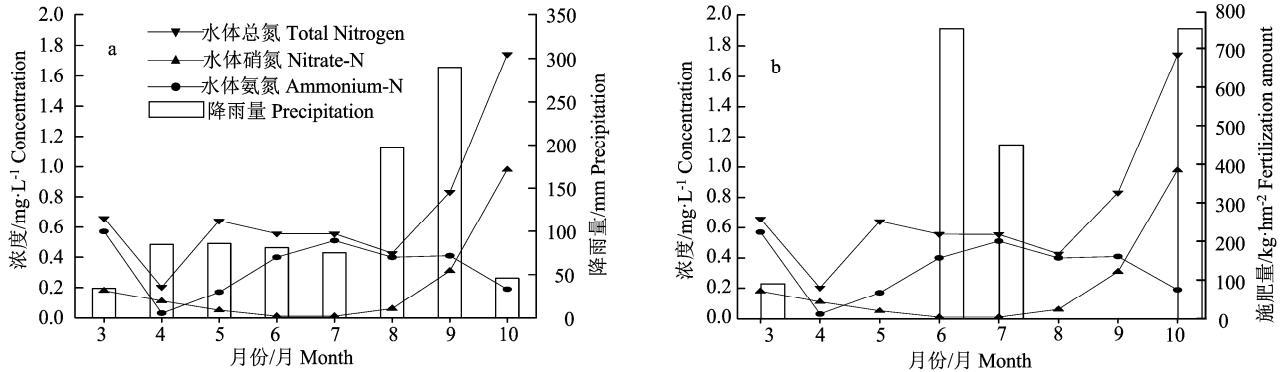 a
水体总氮 Total Nitrogen
水体硝氮 Nitrate-N
水体氨氮 Ammonium-N
降雨量 Precipitation
浓度/mg·L-1 Concentration
2.0
1.8
1.6
1.4
1.2
1.0
0.8
0.6
0.4
0.2
0.0
350
300
250
200
150
100
50
0
降雨量/mm Precipitation
3 4 5 6 7 8 9 10
月份/月 Month
b
浓度/mg·L-1 Concentration
2.0
1.8
1.6
1.4
1.2
1.0
0.8
0.6
0.4
0.2
0.0
800
700
600
500
400
300
200
100
0
施肥量/kg·hm-2 Fertilization amount
3 4 5 6 7 8 9 10
月份/月 Month